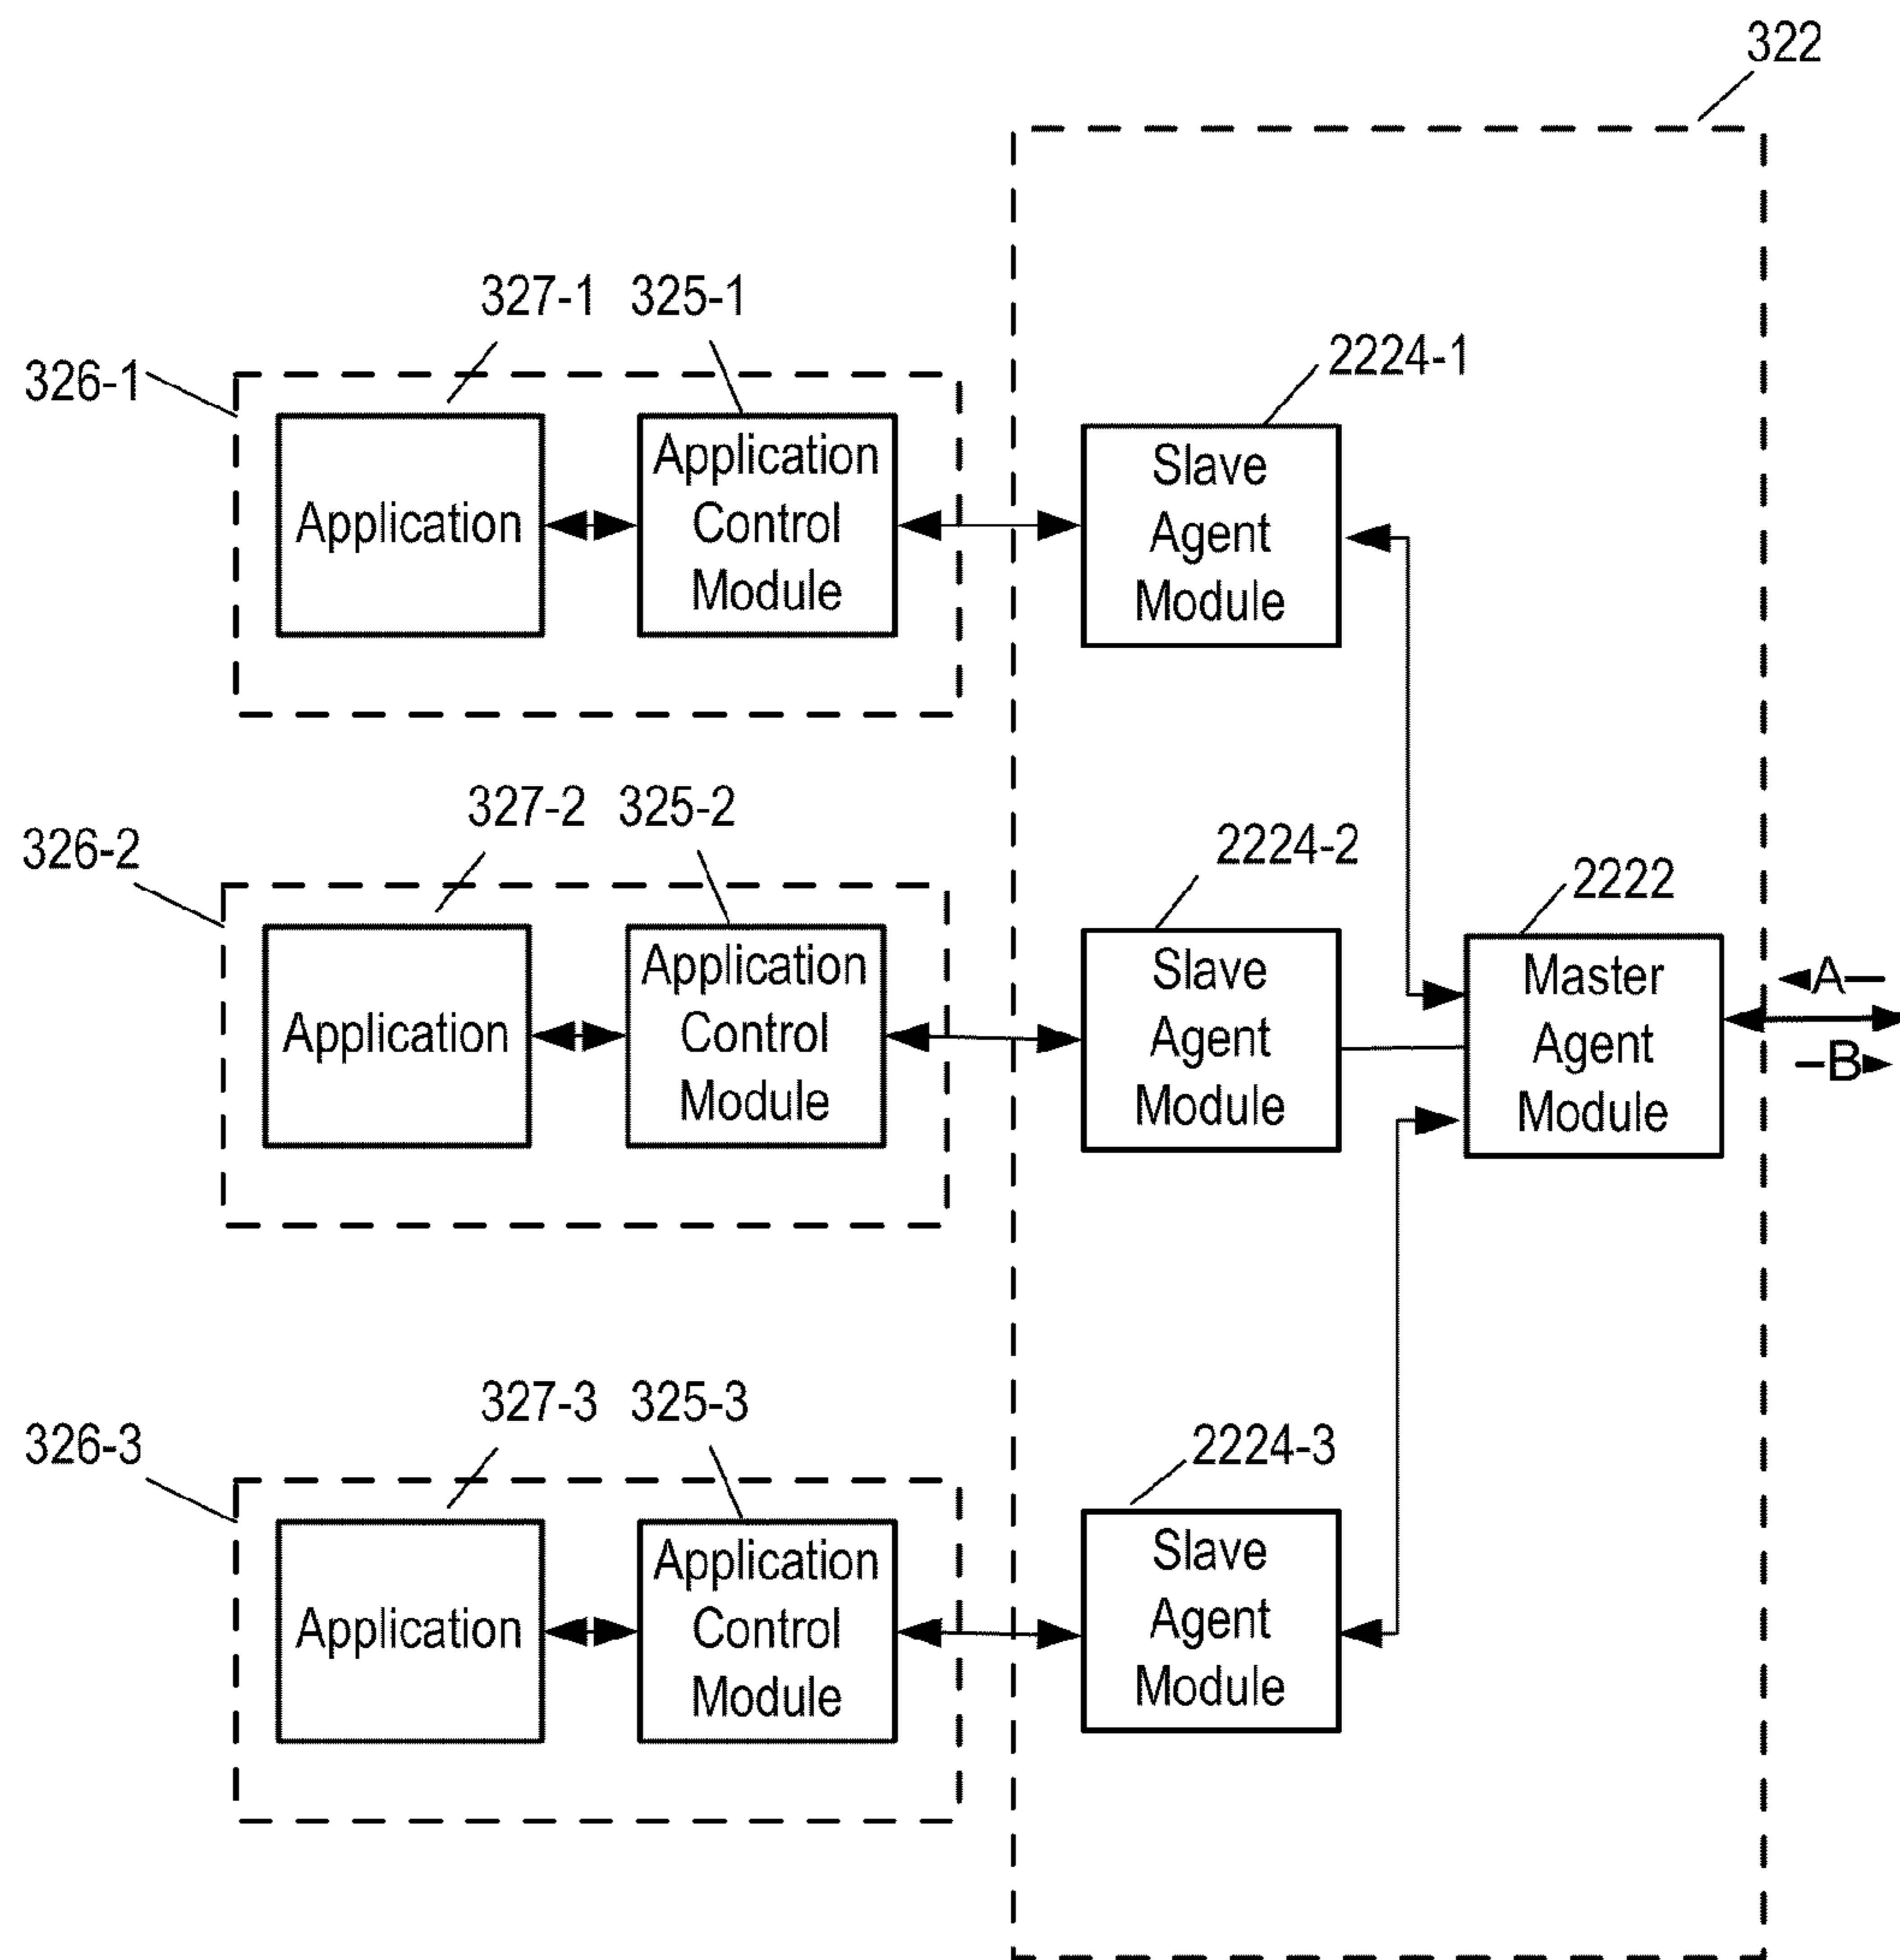 322
327-1 325-1
326-1
2224-1
Application
Application
Control
Module
Slave
Agent
Module
327-2 325-2
326-2
2224-2
2222
Application
Application
Control
Module
Slave
Agent
Module
Master
Agent
Module
A
B
327-3 325-3
326-3
2224-3
Application
Application
Control
Module
Slave
Agent
Module